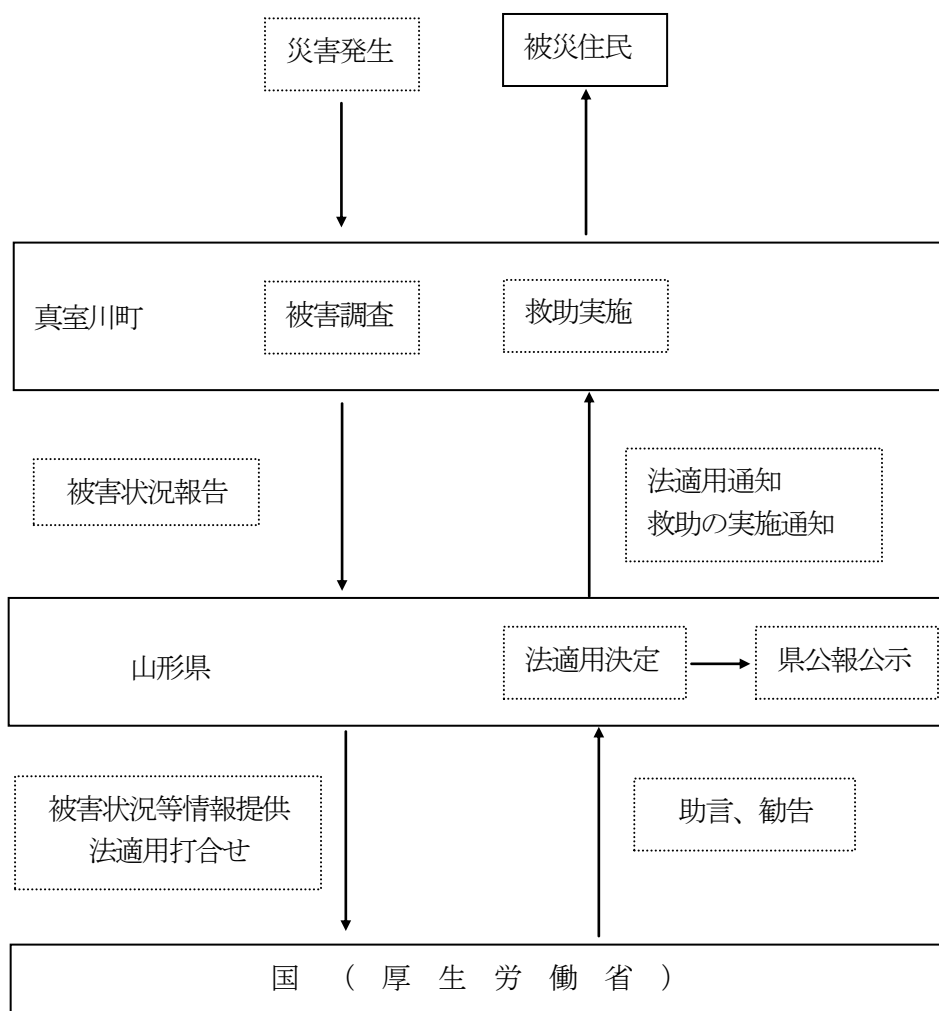 災害発生
被災住民
真室川町
被害調査
救助実施
被害状況報告
法適用通知
救助の実施通知
山形県
法適用決定
県公報公示
被害状況等情報提供
法適用打合せ
助言、勧告
国（厚生労働省）